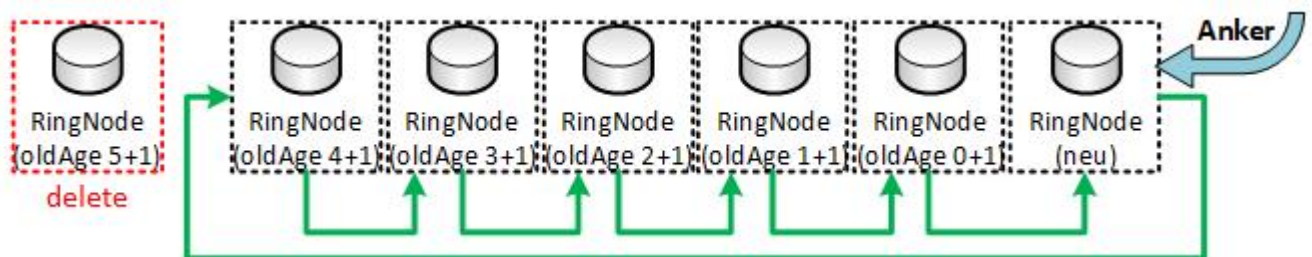 Anker
RingNode
(oldAge 5+1)
delete
RingNode
(oldAge 4+1)
RingNode
(oldAge 3+1)
RingNode
(oldAge 2+1)
RingNode
(oldAge 1+1)
RingNode
(oldAge 0+1)
RingNode
(neu)